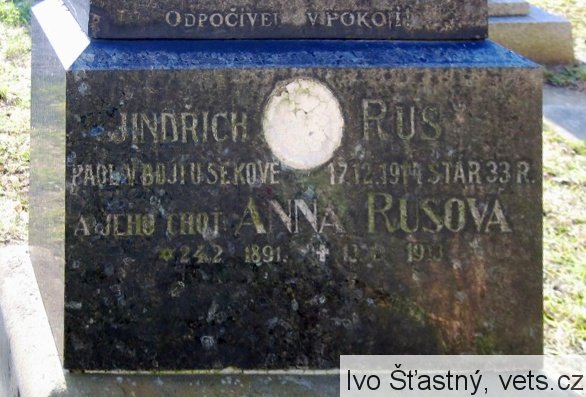 ODPOČÍVEJ V POKOJI
JINDŘICH RUS
PADL V BOJI U SEKOVÉ 17.12.1914 STÁR 33 R.
A JEHO CHOŤ ANNA RUSOVÁ
* 24.2 1891. +
Ivo Šťastný, vets.cz